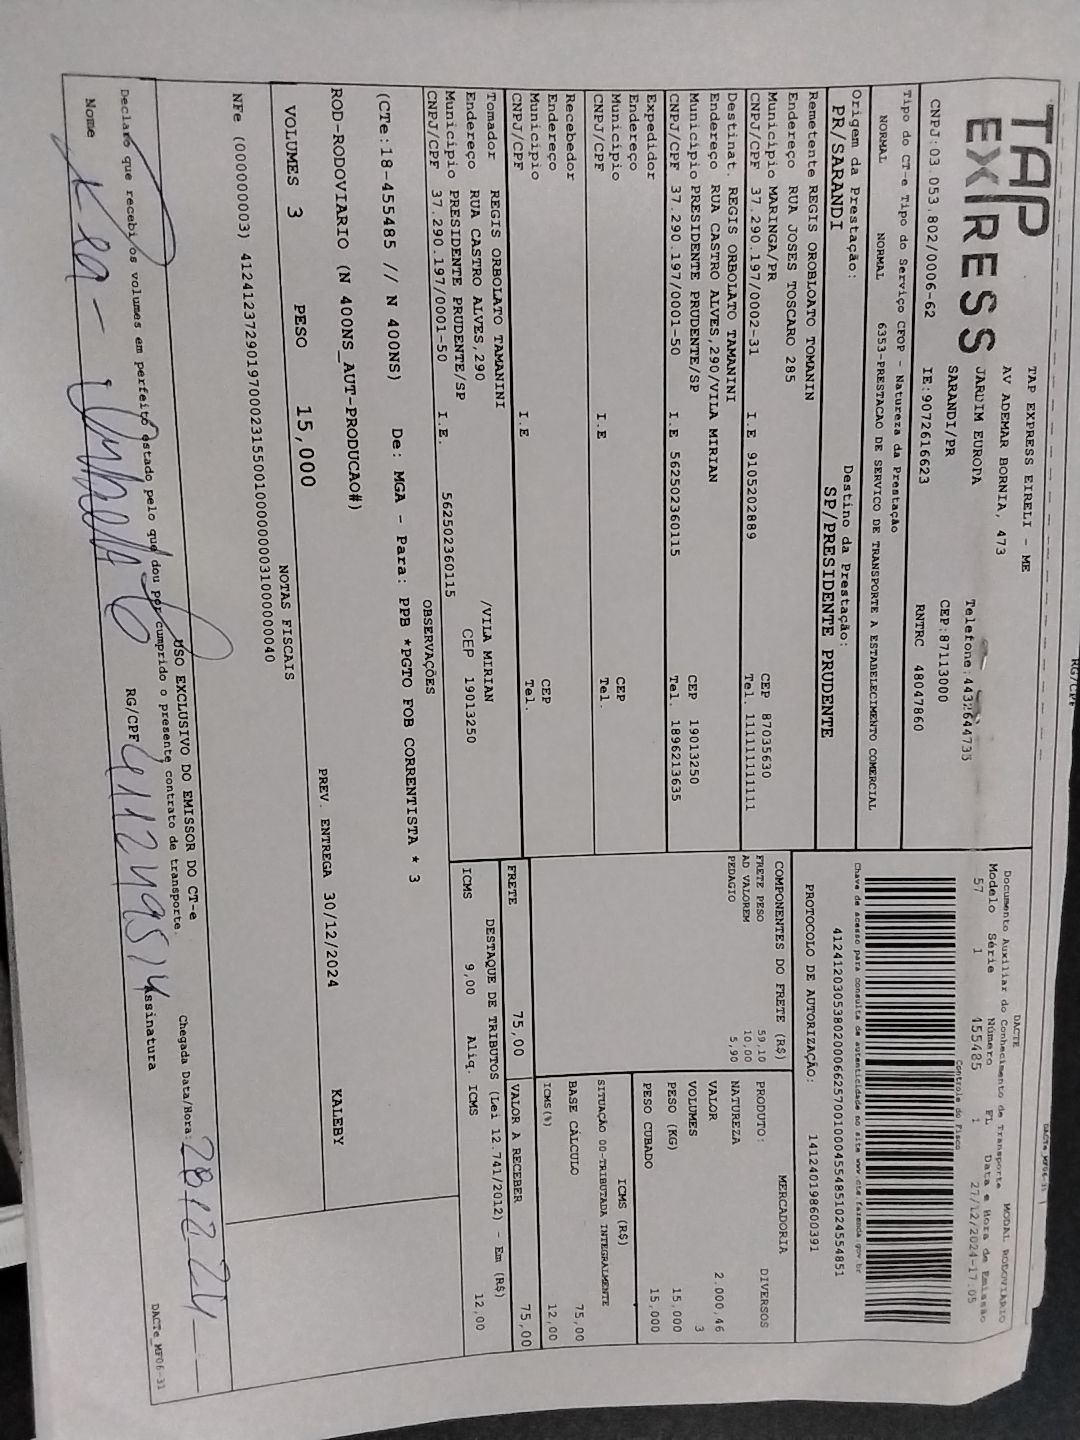 RG/CPF
DACTe_MF06-31
TAP
EXPRESS
TAP EXPRESS EIRELI - ME
AV ADEMAR BORNIA, 473
JARDIM EUROPA Telefone:4432644735
SARANDI/PR CEP:87113000
CNPJ:03.053.802/0006-62 IE:9072616623 RNTRC 48047860
DACTE MODAL RODOVIARIO
Documento Auxiliar do Conhecimento de Transporte
Modelo Série Número FL Data e Hora de Emissão
57 1 455485 1 27/12/2024-17:05
Controle do Fisco
Tipo do CT-e Tipo do Serviço CFOP - Natureza da Prestação
NORMAL NORMAL 6353-PRESTACAO DE SERVICO DE TRANSPORTE A ESTABELECIMENTO COMERCIAL
Chave de acesso para consulta de autenticidade no site www.cte.fazenda.gov.br
41241203053802000662570010004554851024554851
Origem da Prestação: Destino da Prestação:
PR/SARANDI SP/PRESIDENTE PRUDENTE
PROTOCOLO DE AUTORIZAÇÃO: 141240198600391
Remetente REGIS OROBLOATO TOMANIN
Endereço RUA JOSES TOSCARO 285
Município MARINGA/PR CEP 87035630
CNPJ/CPF 37.290.197/0002-31 I.E 9105202889 Tel. 11111111111
Destinat. REGIS ORBOLATO TAMANINI
Endereço RUA CASTRO ALVES,290/VILA MIRIAN
Município PRESIDENTE PRUDENTE/SP CEP 19013250
CNPJ/CPF 37.290.197/0001-50 I.E 562502360115 Tel. 1896213635
Expedidor
Endereço
Município CEP
CNPJ/CPF I.E Tel.
Recebedor
Endereço
Município CEP
CNPJ/CPF I.E Tel.
Tomador REGIS ORBOLATO TAMANINI
Endereço RUA CASTRO ALVES,290 /VILA MIRIAN
Município PRESIDENTE PRUDENTE/SP CEP 19013250
CNPJ/CPF 37.290.197/0001-50 I.E. 562502360115
COMPONENTES DO FRETE (R$)
FRETE PESO 59,10
AD VALOREM 10,00
PEDAGIO 5,90
MERCADORIA
PRODUTO: DIVERSOS
NATUREZA
VALOR 2.000,46
VOLUMES 3
PESO (KG) 15,000
PESO CUBADO 15,000
ICMS (R$)
SITUAÇÃO 00-TRIBUTADA INTEGRALMENTE
BASE CÁLCULO 75,00
ICMS(%) 12,00
FRETE 75,00 VALOR A RECEBER 75,00
DESTAQUE DE TRIBUTOS (Lei 12.741/2012) - Em (R$)
ICMS 9,00 Aliq. ICMS 12,00
OBSERVAÇÕES
(CTe:18-455485 // N 400NS) De: MGA - Para: PPB *PGTO FOB CORRENTISTA * 3
ROD-RODOVIARIO (N 400NS_AUT-PRODUCAO#)
PREV. ENTREGA 30/12/2024 KALEBY
VOLUMES 3 PESO 15,000
NOTAS FISCAIS
NFe (000000003) 41241237290197000231550010000000031000000040
USO EXCLUSIVO DO EMISSOR DO CT-e
Chegada Data/Hora: 28/12/24
Declaro que recebi os volumes em perfeito estado pelo que dou por cumprido o presente contrato de transporte.
Nome RG/CPF Assinatura
DACTe_MF06-31